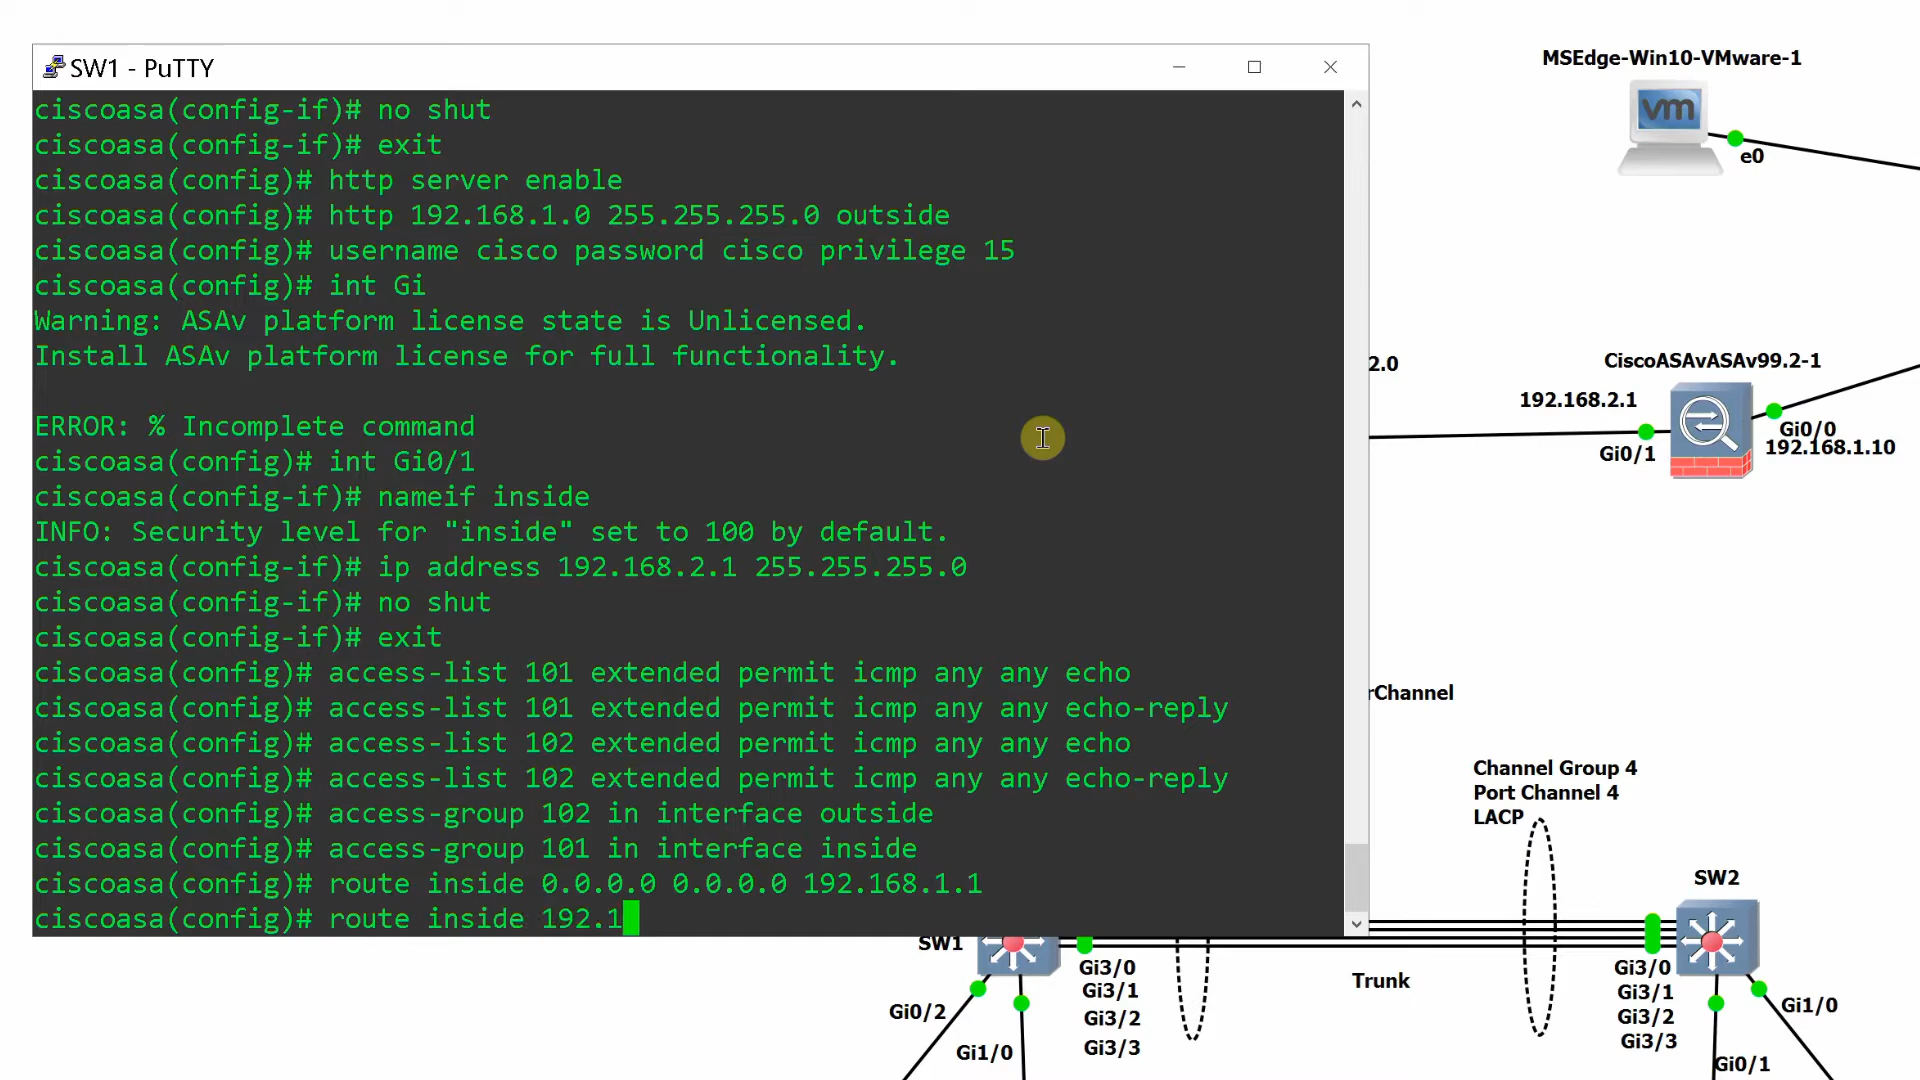 SW1 - PuTTY
ciscoasa(config-if)# no shut
ciscoasa(config-if)# exit
ciscoasa(config)# http server enable
ciscoasa(config)# http 192.168.1.0 255.255.255.0 outside
ciscoasa(config)# username cisco password cisco privilege 15
ciscoasa(config)# int Gi
Warning: ASAv platform license state is Unlicensed.
Install ASAv platform license for full functionality.
ERROR: % Incomplete command
ciscoasa(config)# int Gi0/1
ciscoasa(config-if)# nameif inside
INFO: Security level for "inside" set to 100 by default.
ciscoasa(config-if)# ip address 192.168.2.1 255.255.255.0
ciscoasa(config-if)# no shut
ciscoasa(config-if)# exit
ciscoasa(config)# access-list 101 extended permit icmp any any echo
ciscoasa(config)# access-list 101 extended permit icmp any any echo-reply
ciscoasa(config)# access-list 102 extended permit icmp any any echo
ciscoasa(config)# access-list 102 extended permit icmp any any echo-reply
ciscoasa(config)# access-group 102 in interface outside
ciscoasa(config)# access-group 101 in interface inside
ciscoasa(config)# route inside 0.0.0.0 0.0.0.0 192.168.1.1
ciscoasa(config)# route inside 192.1
MSEdge-Win10-VMware-1
vm
e0
2.0
CiscoASAvASAv99.2-1
192.168.2.1
Gi0/1
Gi0/0
192.168.1.10
rChannel
Channel Group 4
Port Channel 4
LACP
SW2
SW1
Gi3/0
Gi3/1
Gi3/2
Gi3/3
Gi0/2
Gi1/0
Trunk
Gi3/0
Gi3/1
Gi3/2
Gi3/3
Gi1/0
Gi0/1